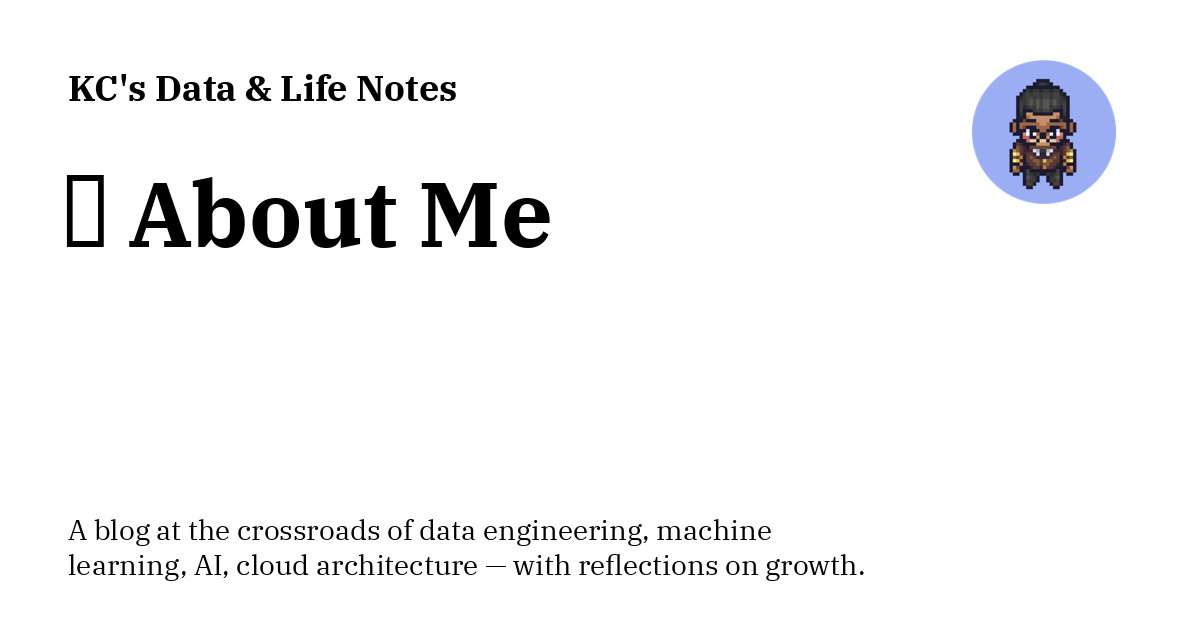 KC's Data & Life Notes
About Me
A blog at the crossroads of data engineering, machine
learning, AI, cloud architecture — with reflections on growth.